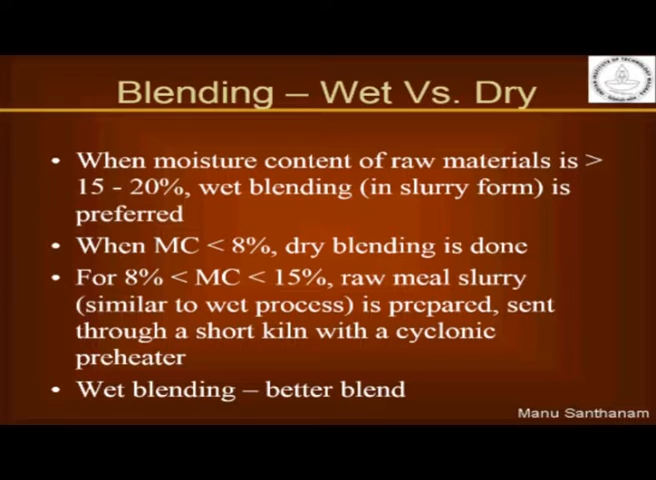 Blending – Wet Vs. Dry
• When moisture content of raw materials is >
15 - 20%, wet blending (in slurry form) is
preferred
• When MC < 8%, dry blending is done
• For 8% < MC < 15%, raw meal slurry
(similar to wet process) is prepared, sent
through a short kiln with a cyclonic
preheater
• Wet blending – better blend
Manu Santhanam